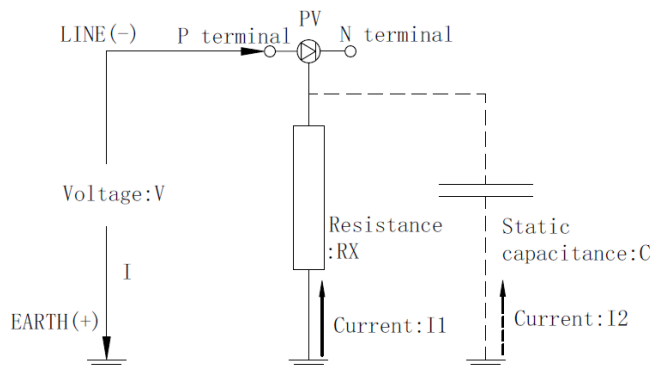 PV
LINE(-)
P terminal
N terminal
Voltage:V
Resistance
:RX
Static
capacitance:C
I
EARTH(+)
Current:I1
Current:I2